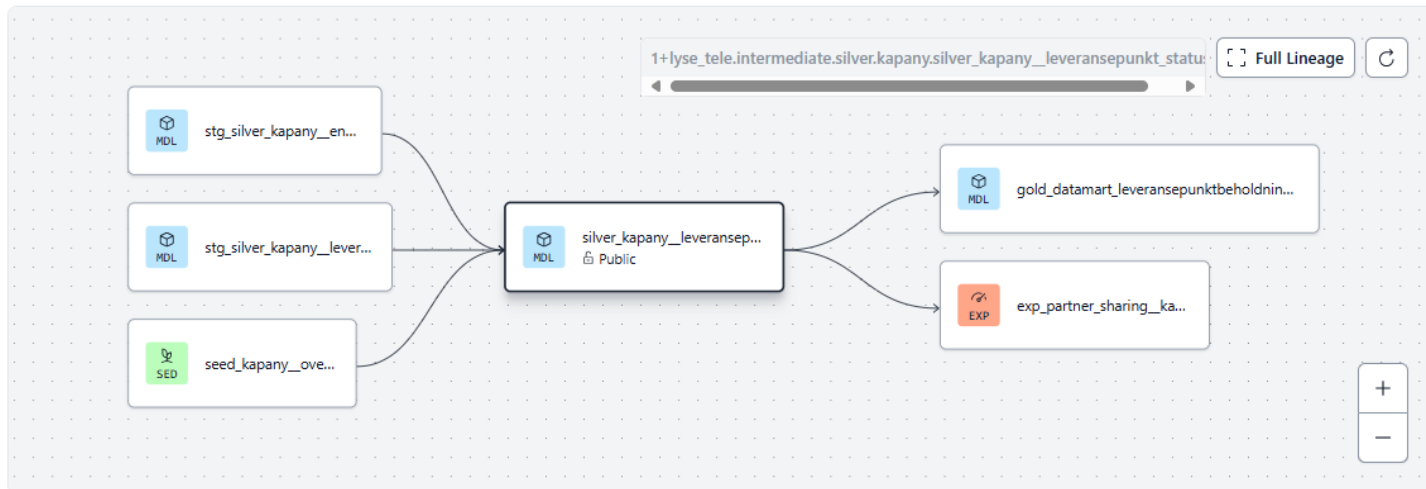 1+lyse_tele.intermediate.silver.kapany.silver_kapany__leveransepunkt_status
Full Lineage
MDL
stg_silver_kapany__en...
MDL
stg_silver_kapany__lever...
SED
seed_kapany__ove...
MDL
silver_kapany__leveransep...
Public
MDL
gold_datamart_leveransepunktbeholdnin...
EXP
exp_partner_sharing__ka...
+
−